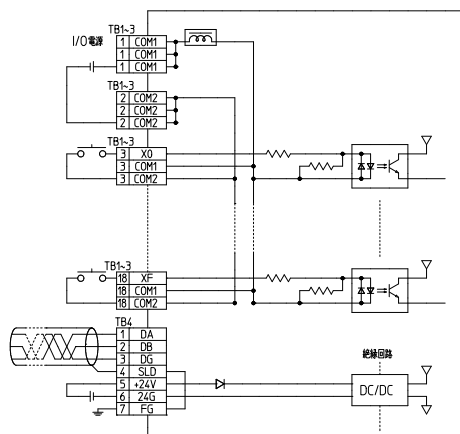 I/O電源
TB1~3
1 COM1
1 COM1
1 COM1
TB1~3
2 COM2
2 COM2
2 COM2
TB1~3
3 X0
3 COM1
3 COM2
TB1~3
18 XF
18 COM1
18 COM2
TB4
1 DA
2 DB
3 DG
4 SLD
5 +24V
6 24G
7 FG
絶縁回路
DC/DC